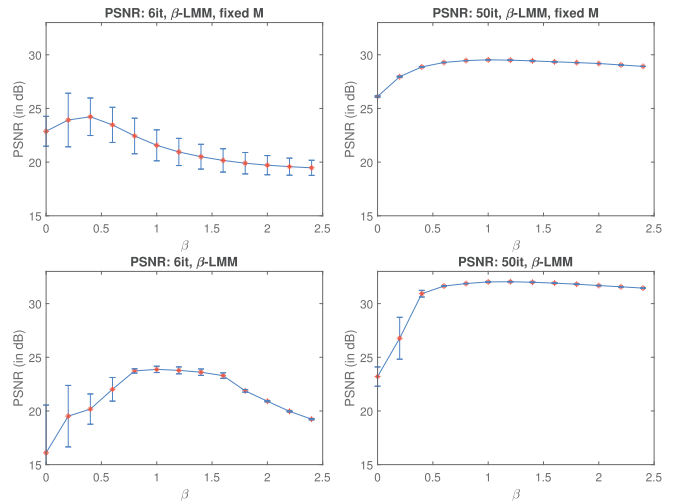 PSNR: 6it, β-LMM, fixed M
PSNR (in dB)
30
25
20
15
0 0.5 1 1.5 2 2.5
β
PSNR: 50it, β-LMM, fixed M
PSNR (in dB)
30
25
20
15
0 0.5 1 1.5 2 2.5
β
PSNR: 6it, β-LMM
PSNR (in dB)
30
25
20
15
0 0.5 1 1.5 2 2.5
β
PSNR: 50it, β-LMM
PSNR (in dB)
30
25
20
15
0 0.5 1 1.5 2 2.5
β